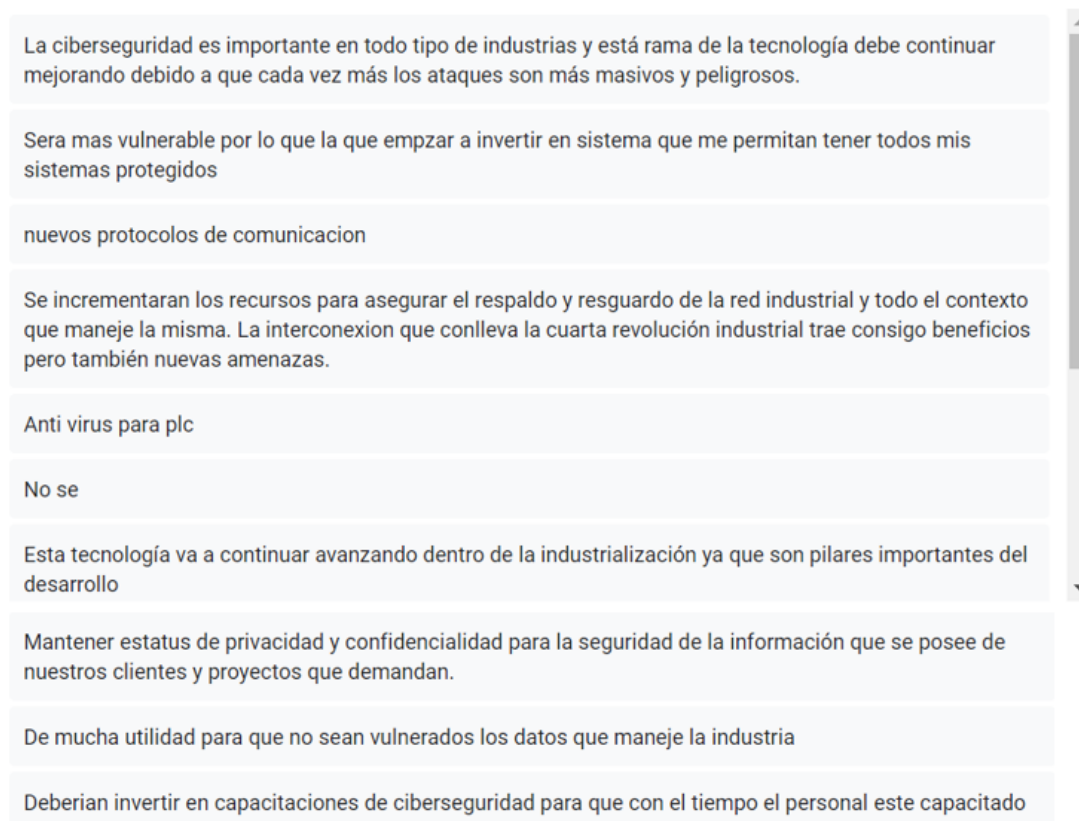 La ciberseguridad es importante en todo tipo de industrias y está rama de la tecnología debe continuar
mejorando debido a que cada vez más los ataques son más masivos y peligrosos.
Sera mas vulnerable por lo que la que empzar a invertir en sistema que me permitan tener todos mis
sistemas protegidos
nuevos protocolos de comunicacion
Se incrementaran los recursos para asegurar el respaldo y resguardo de la red industrial y todo el contexto
que maneje la misma. La interconexion que conlleva la cuarta revolución industrial trae consigo beneficios
pero también nuevas amenazas.
Anti virus para plc
No se
Esta tecnología va a continuar avanzando dentro de la industrialización ya que son pilares importantes del
desarrollo
Mantener estatus de privacidad y confidencialidad para la seguridad de la información que se posee de
nuestros clientes y proyectos que demandan.
De mucha utilidad para que no sean vulnerados los datos que maneje la industria
Deberian invertir en capacitaciones de ciberseguridad para que con el tiempo el personal este capacitado